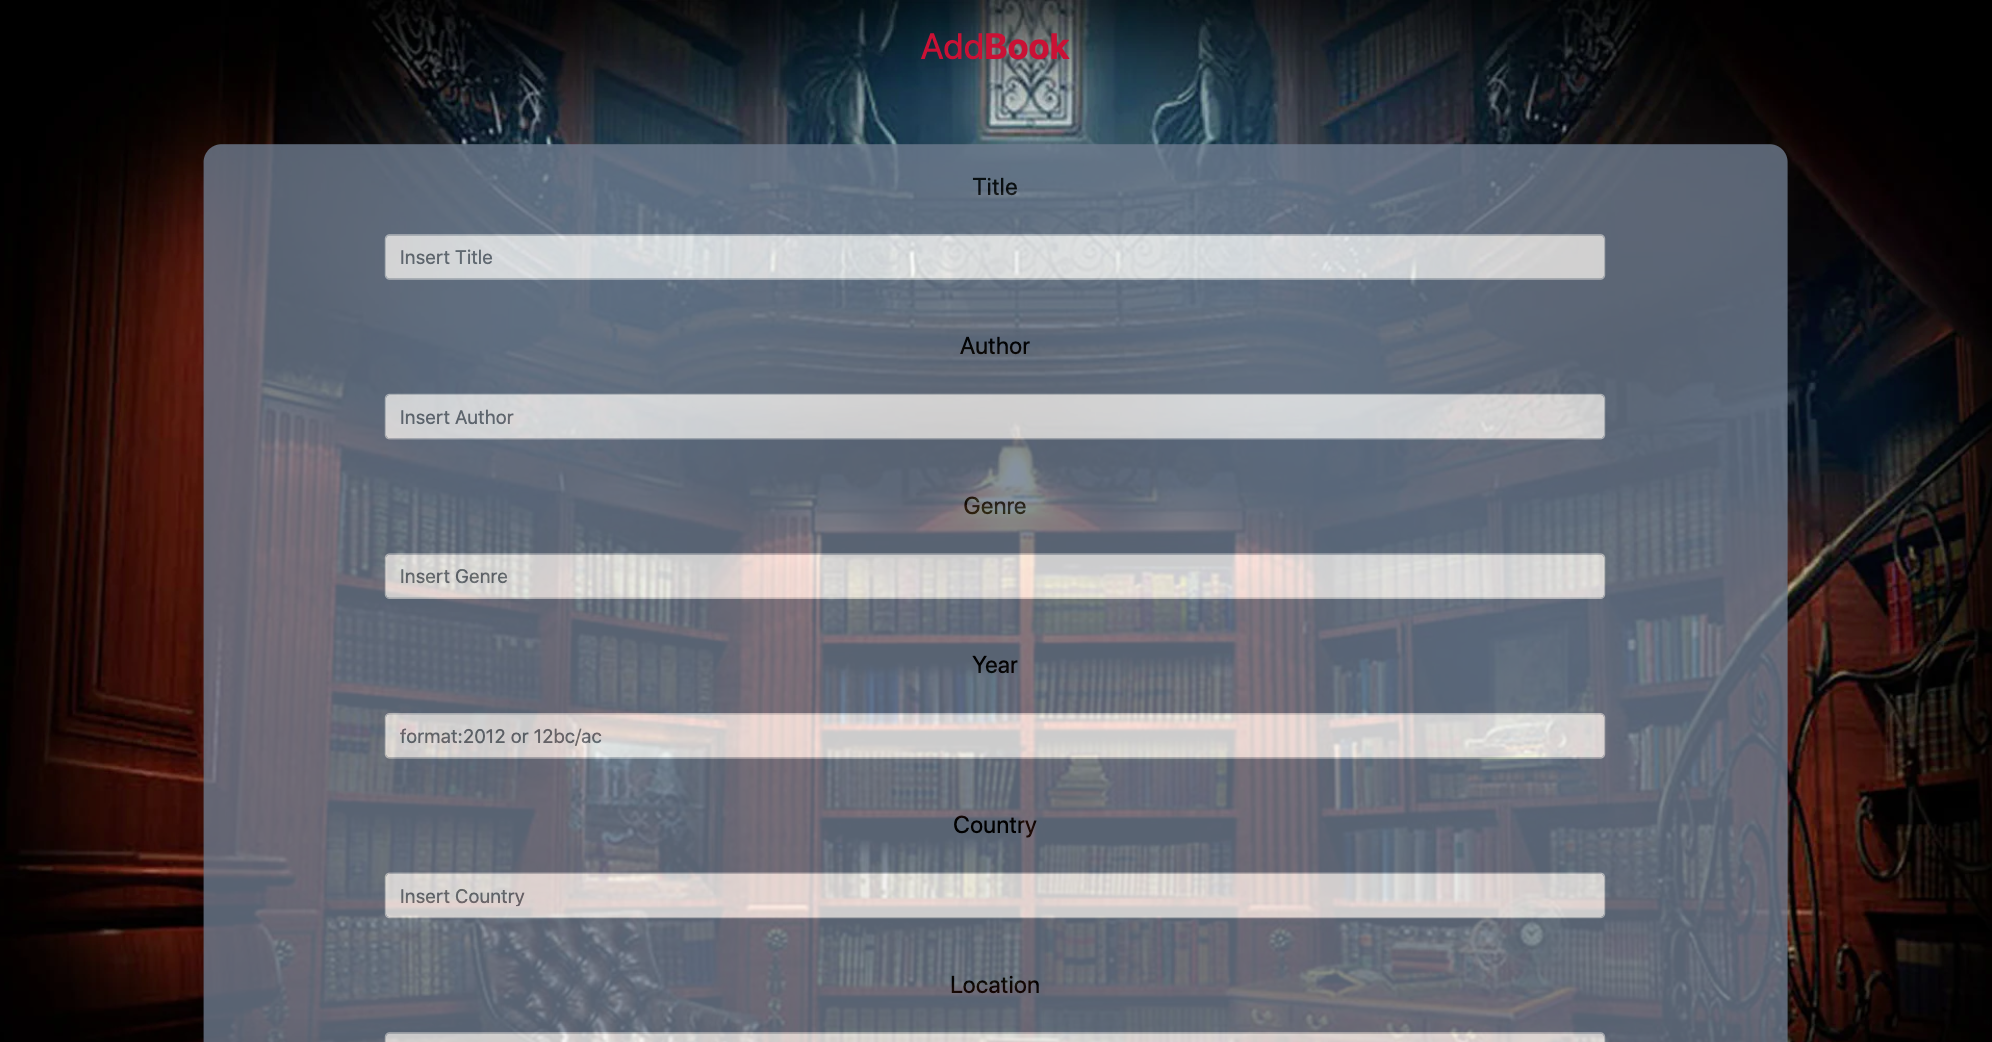 AddBook
Title
Insert Title
Author
Insert Author
Genre
Insert Genre
Year
format:2012 or 12bc/ac
Country
Insert Country
Location